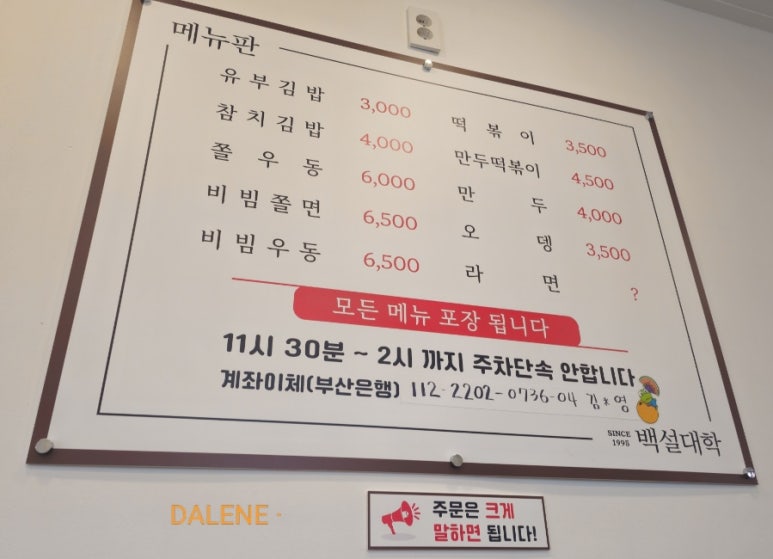 메뉴판
유부김밥 3,000
참치김밥 4,000
쫄우동 6,000
비빔쫄면 6,500
비빔우동 6,500
떡볶이 3,500
만두떡볶이 4,500
만두 4,000
오뎅 3,500
라면 ?
모든 메뉴 포장 됩니다
11시 30분 ~ 2시 까지 주차단속 안합니다
계좌이체(부산은행) 112-2202-0736-04 김*영
SINCE 1995 백설대학
DALENE
주문은 크게
말하면 됩니다!